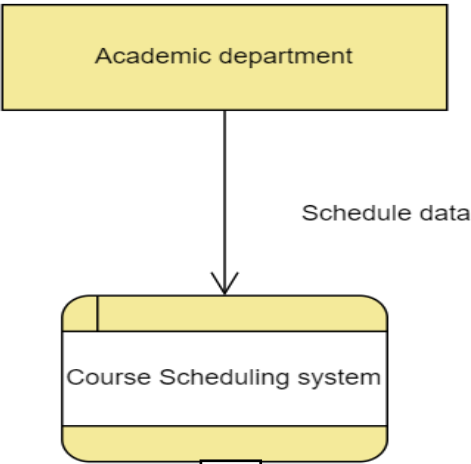 Academic department
Schedule data
Course Scheduling system